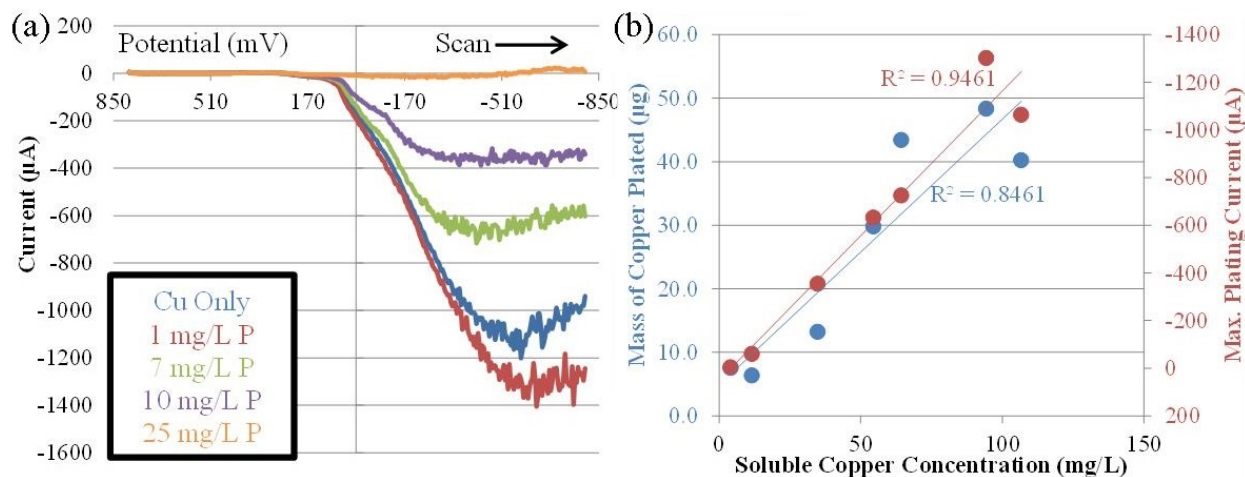 (a)
200
0
-200
-400
-600
-800
-1000
-1200
-1400
-1600
Current (µA)
Potential (mV)
Scan
850 510 170 -170 -510 -850
Cu Only
1 mg/L P
7 mg/L P
10 mg/L P
25 mg/L P
(b)
60.0
50.0
40.0
30.0
20.0
10.0
0.0
Mass of Copper Plated (µg)
R² = 0.9461
R² = 0.8461
-1400
-1200
-1000
-800
-600
-400
-200
0
200
Max. Plating Current (µA)
0 50 100 150
Soluble Copper Concentration (mg/L)